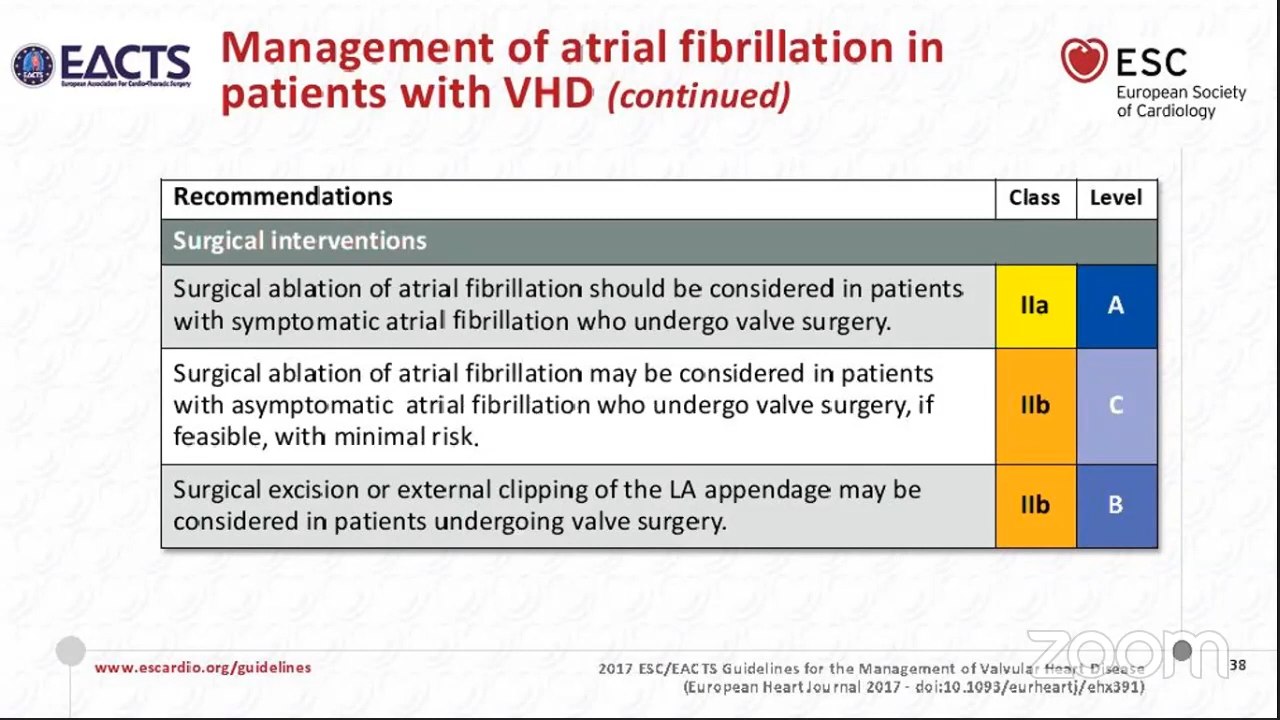 EACTS
European Association For Cardio-Thoracic Surgery
Management of atrial fibrillation in
patients with VHD (continued)
ESC
European Society
of Cardiology
Recommendations Class Level
Surgical interventions
Surgical ablation of atrial fibrillation should be considered in patients
with symptomatic atrial fibrillation who undergo valve surgery.
IIa A
Surgical ablation of atrial fibrillation may be considered in patients
with asymptomatic atrial fibrillation who undergo valve surgery, if
feasible, with minimal risk.
IIb C
Surgical excision or external clipping of the LA appendage may be
considered in patients undergoing valve surgery.
IIb B
www.escardio.org/guidelines
2017 ESC/EACTS Guidelines for the Management of Valvular Heart Disease
(European Heart Journal 2017 - doi:10.1093/eurheartj/ehx391)
zoom
38